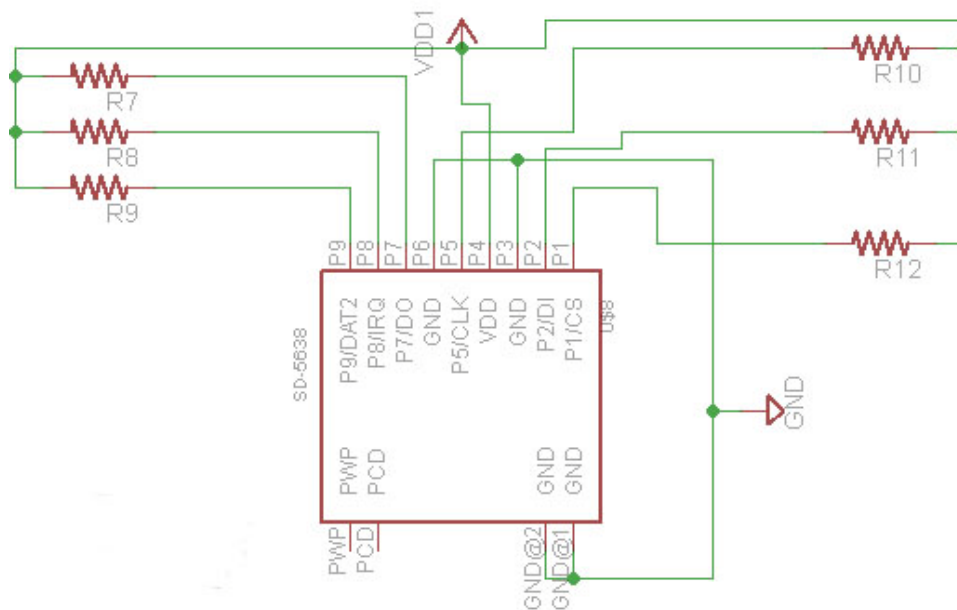 VDD1
R7
R8
R9
R10
R11
R12
P9
P8
P7
P6
P5
P4
P3
P2
P1
P9/DAT2
P8/IRQ
P7/DO
GND
P5/CLK
VDD
GND
P2/DI
P1/CS
SD-5638
U$8
GND
PWP
PCD
GND
GND
PWP
PCD
GND@2
GND@1